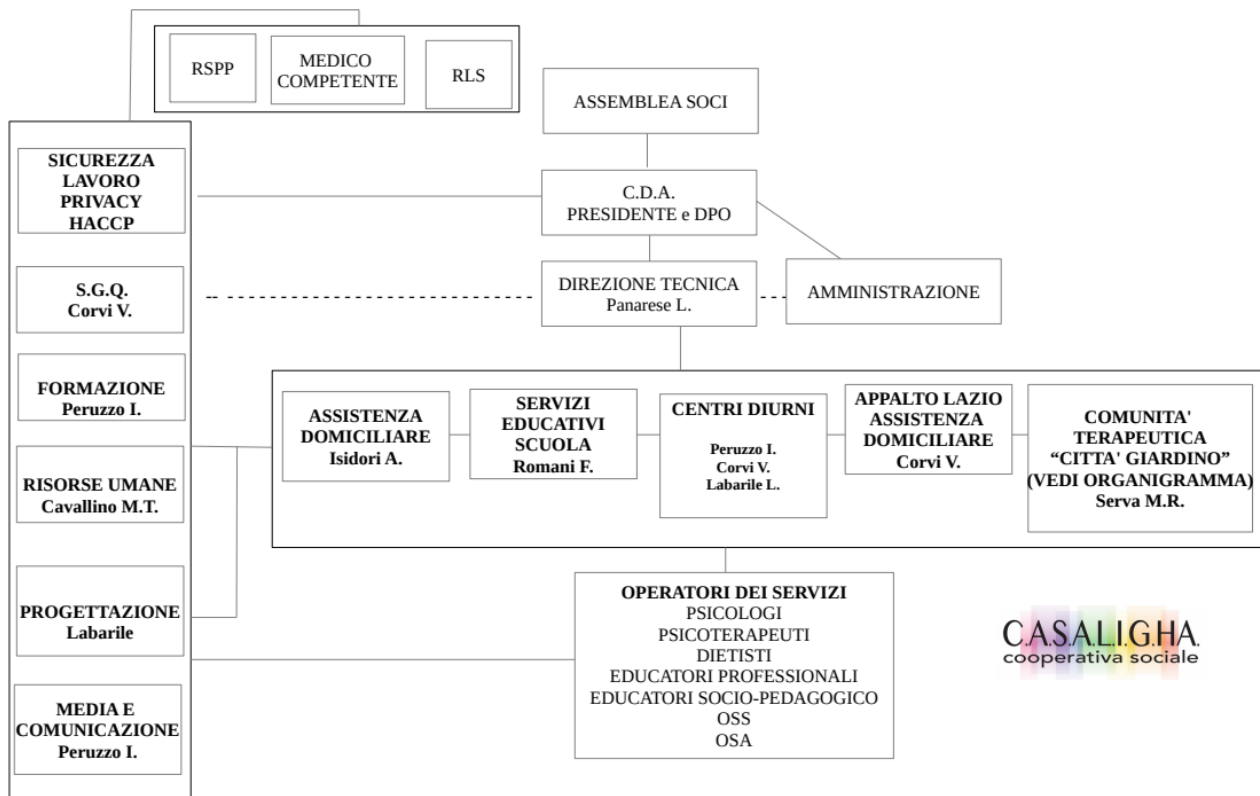 RSPP
MEDICO
COMPETENTE
RLS
ASSEMBLEA SOCI
SICUREZZA
LAVORO
PRIVACY
HACCP
C.D.A.
PRESIDENTE e DPO
S.G.Q.
Corvi V.
DIREZIONE TECNICA
Panarese L.
AMMINISTRAZIONE
FORMAZIONE
Peruzzo I.
RISORSE UMANE
Cavallino M.T.
PROGETTAZIONE
Labarile
MEDIA E
COMUNICAZIONE
Peruzzo I.
ASSISTENZA
DOMICILIARE
Isidori A.
SERVIZI
EDUCATIVI
SCUOLA
Romani F.
CENTRI DIURNI
Peruzzo I.
Corvi V.
Labarile L.
APPALTO LAZIO
ASSISTENZA
DOMICILIARE
Corvi V.
COMUNITA'
TERAPEUTICA
“CITTA' GIARDINO”
(VEDI ORGANIGRAMMA)
Serva M.R.
OPERATORI DEI SERVIZI
PSICOLOGI
PSICOTERAPEUTI
DIETISTI
EDUCATORI PROFESSIONALI
EDUCATORI SOCIO-PEDAGOGICO
OSS
OSA
C.A.S.A.L.I.G.HA.
cooperativa sociale